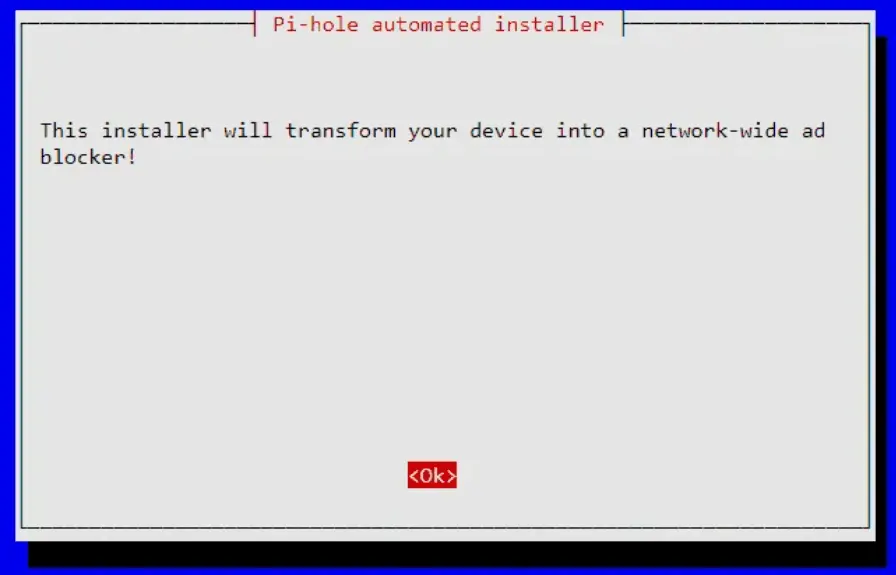 Pi-hole automated installer
This installer will transform your device into a network-wide ad
blocker!
<Ok>